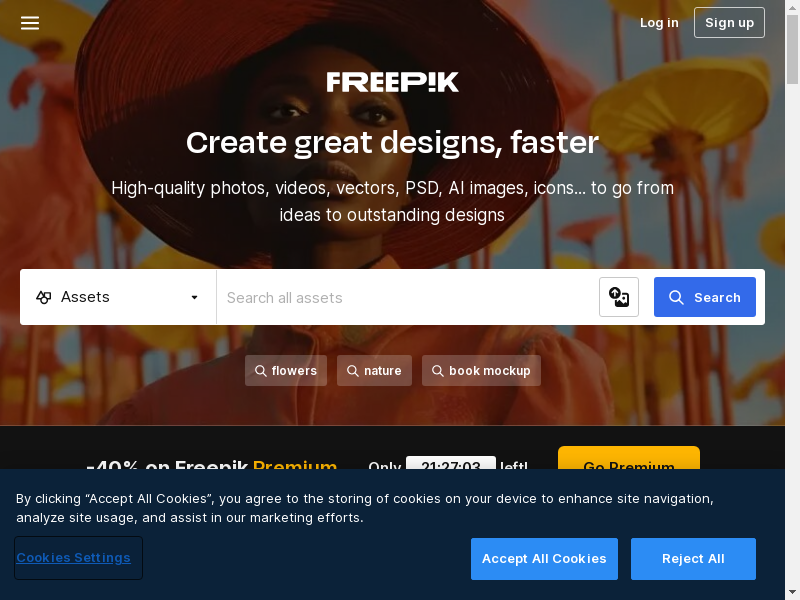 Log in
Sign up
FREEPIK
Create great designs, faster
High-quality photos, videos, vectors, PSD, AI images, icons... to go from
ideas to outstanding designs
Assets
Search all assets
Search
flowers
nature
book mockup
-40% on Freepik Premium
Only 21:27:03 left!
Go Premium
By clicking “Accept All Cookies”, you agree to the storing of cookies on your device to enhance site navigation,
analyze site usage, and assist in our marketing efforts.
Cookies Settings
Accept All Cookies
Reject All